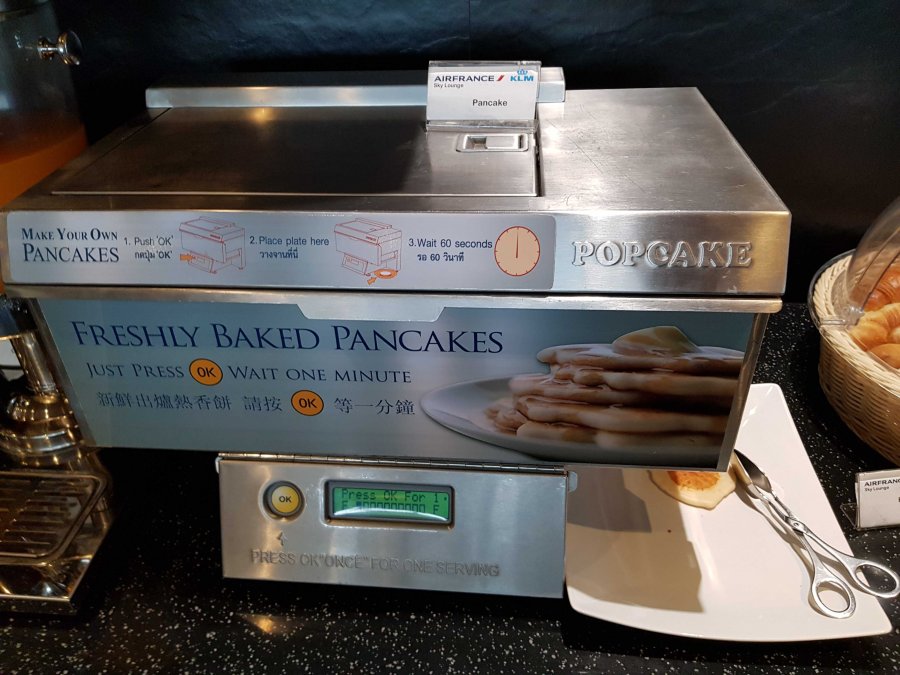 AIRFRANCE KLM
Sky Lounge
Pancake
MAKE YOUR OWN
PANCAKES
1. Push 'OK'
กดปุ่ม 'OK'
2. Place plate here
วางจานที่นี่
3. Wait 60 seconds
รอ 60 วินาที
POPCAKE
FRESHLY BAKED PANCAKES
JUST PRESS OK WAIT ONE MINUTE
新鮮出爐熱香餅 請按 OK 等一分鐘
OK
Press OK For 1
PRESS OK "ONCE" FOR ONE SERVING
AIRFRANCE
Sky Lounge